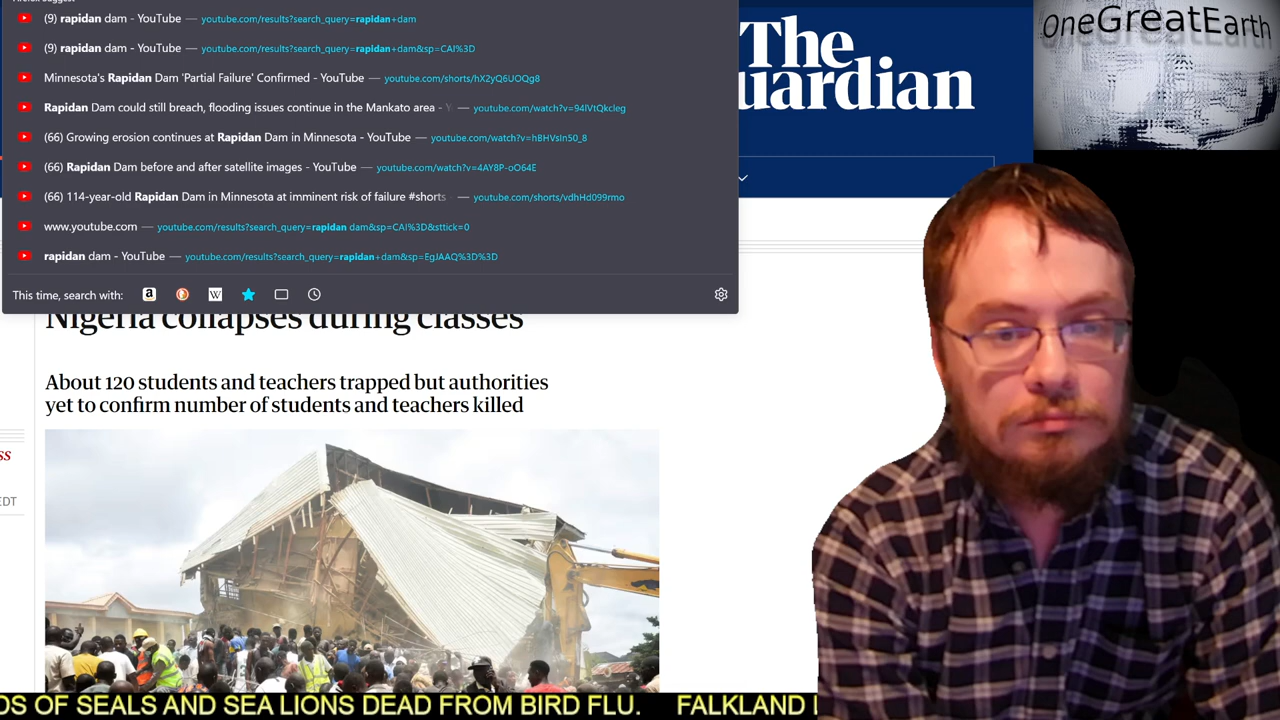 (9) rapidan dam - YouTube — youtube.com/results?search_query=rapidan+dam
(9) rapidan dam - YouTube — youtube.com/results?search_query=rapidan+dam&sp=CAI%3D
Minnesota's Rapidan Dam 'Partial Failure' Confirmed - YouTube — youtube.com/shorts/hX2yQ6UOQg8
Rapidan Dam could still breach, flooding issues continue in the Mankato area - Y — youtube.com/watch?v=94lVtQkcIeg
(66) Growing erosion continues at Rapidan Dam in Minnesota - YouTube — youtube.com/watch?v=hBHVsIn50_8
(66) Rapidan Dam before and after satellite images - YouTube — youtube.com/watch?v=4AY8P-oO64E
(66) 114-year-old Rapidan Dam in Minnesota at imminent risk of failure #shorts — youtube.com/shorts/vdhHd099rmo
www.youtube.com — youtube.com/results?search_query=rapidan dam&sp=CAI%3D&sttick=0
rapidan dam - YouTube — youtube.com/results?search_query=rapidan+dam&sp=EgJAAQ%3D%3D
This time, search with:
The
uardian
OneGreatEarth
Nigeria collapses during classes
About 120 students and teachers trapped but authorities
yet to confirm number of students and teachers killed
ss
EDT
DS OF SEALS AND SEA LIONS DEAD FROM BIRD FLU. FALKLAND